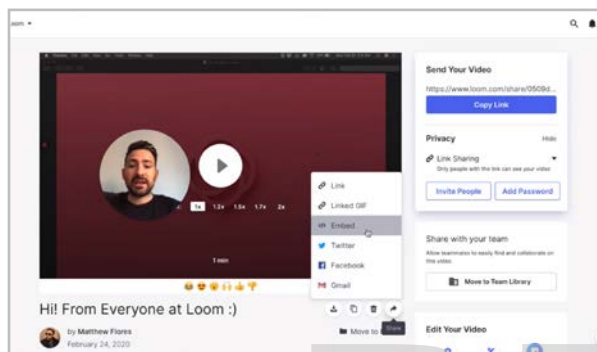 oom
Send Your Video
https://www.loom.com/share/0509d...
Copy Link
Privacy
Hide
Link Sharing
Only people with the link can see your video
Invite People
Add Password
Share with your team
Allow teammates to easily find and collaborate on
this video.
Move to Team Library
Edit Your Video
1x 1.2x 1.5x 1.7x 2x
1 min
Link
Linked GIF
Embed
Twitter
Facebook
Gmail
Hi! From Everyone at Loom :)
by Matthew Flores
February 24, 2020
Move to
Share